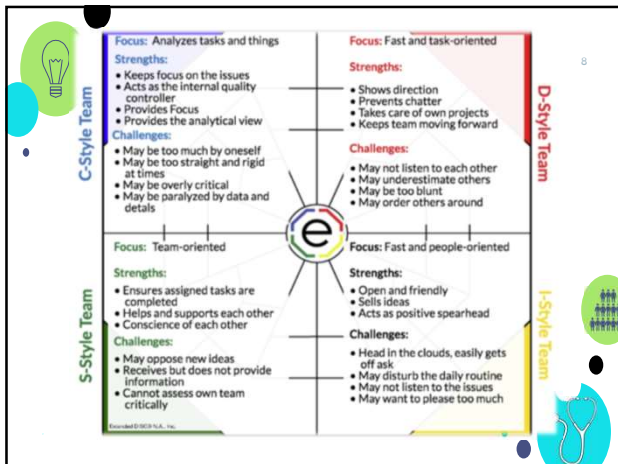 8
C-Style Team
Focus: Analyzes tasks and things
Strengths:
• Keeps focus on the issues
• Acts as the internal quality
controller
• Provides Focus
• Provides the analytical view
Challenges:
• May be too much by oneself
• May be too straight and rigid
at times
• May be overly critical
• May be paralyzed by data and
detals
D-Style Team
Focus: Fast and task-oriented
Strengths:
• Shows direction
• Prevents chatter
• Takes care of own projects
• Keeps team moving forward
Challenges:
• May not listen to each other
• May underestimate others
• May be too blunt
• May order others around
e
S-Style Team
Focus: Team-oriented
Strengths:
• Ensures assigned tasks are
completed
• Helps and supports each other
• Conscience of each other
Challenges:
• May oppose new ideas
• Receives but does not provide
information
• Cannot assess own team
critically
Extended DISC® N.A., Inc.
I-Style Team
Focus: Fast and people-oriented
Strengths:
• Open and friendly
• Sells ideas
• Acts as positive spearhead
Challenges:
• Head in the clouds, easily gets
off ask
• May disturb the daily routine
• May not listen to the issues
• May want to please too much